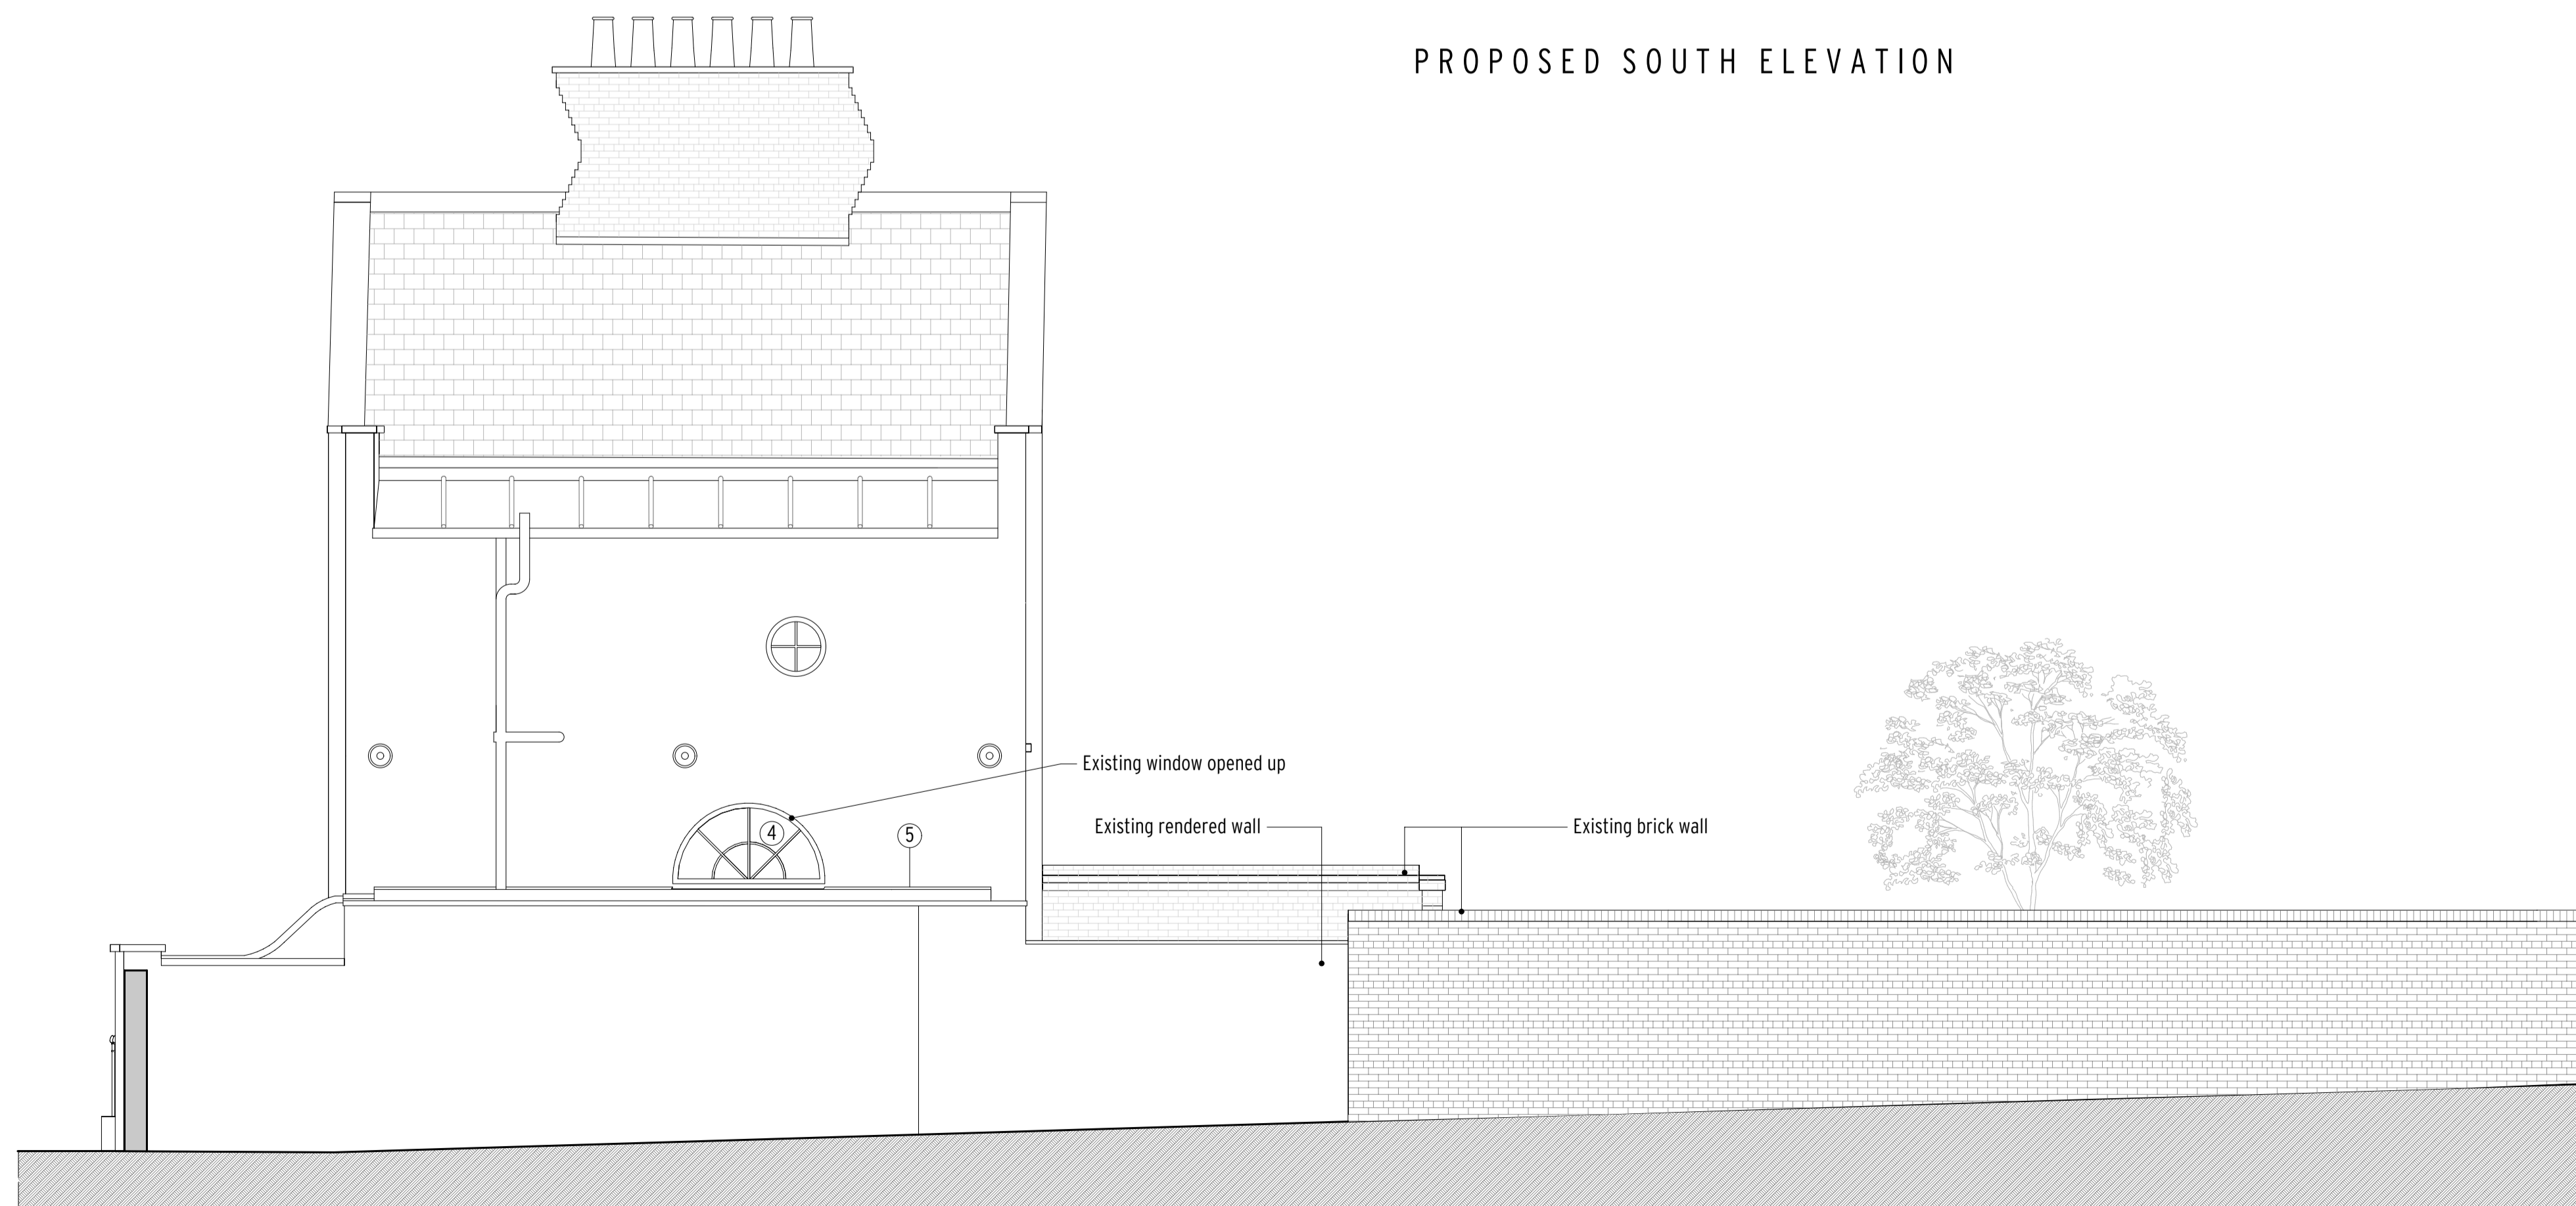 PROPOSED SOUTH ELEVATION
Existing window opened up
Existing rendered wall
Existing brick wall
4
5